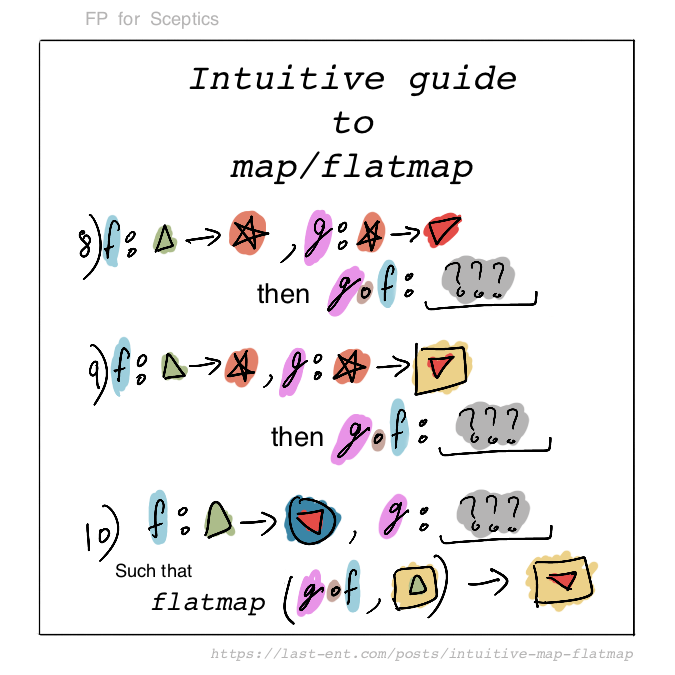 FP for Sceptics
Intuitive guide
to
map/flatmap
8) f: △ → ☆, g: ☆ → ▽
then g∘f: ???
9) f: △ → ☆, g: ☆ → ▽
then g∘f: ???
10) f: △ → ▽, g: ???
Such that
flatmap (g∘f, △) → ▽
https://last-ent.com/posts/intuitive-map-flatmap